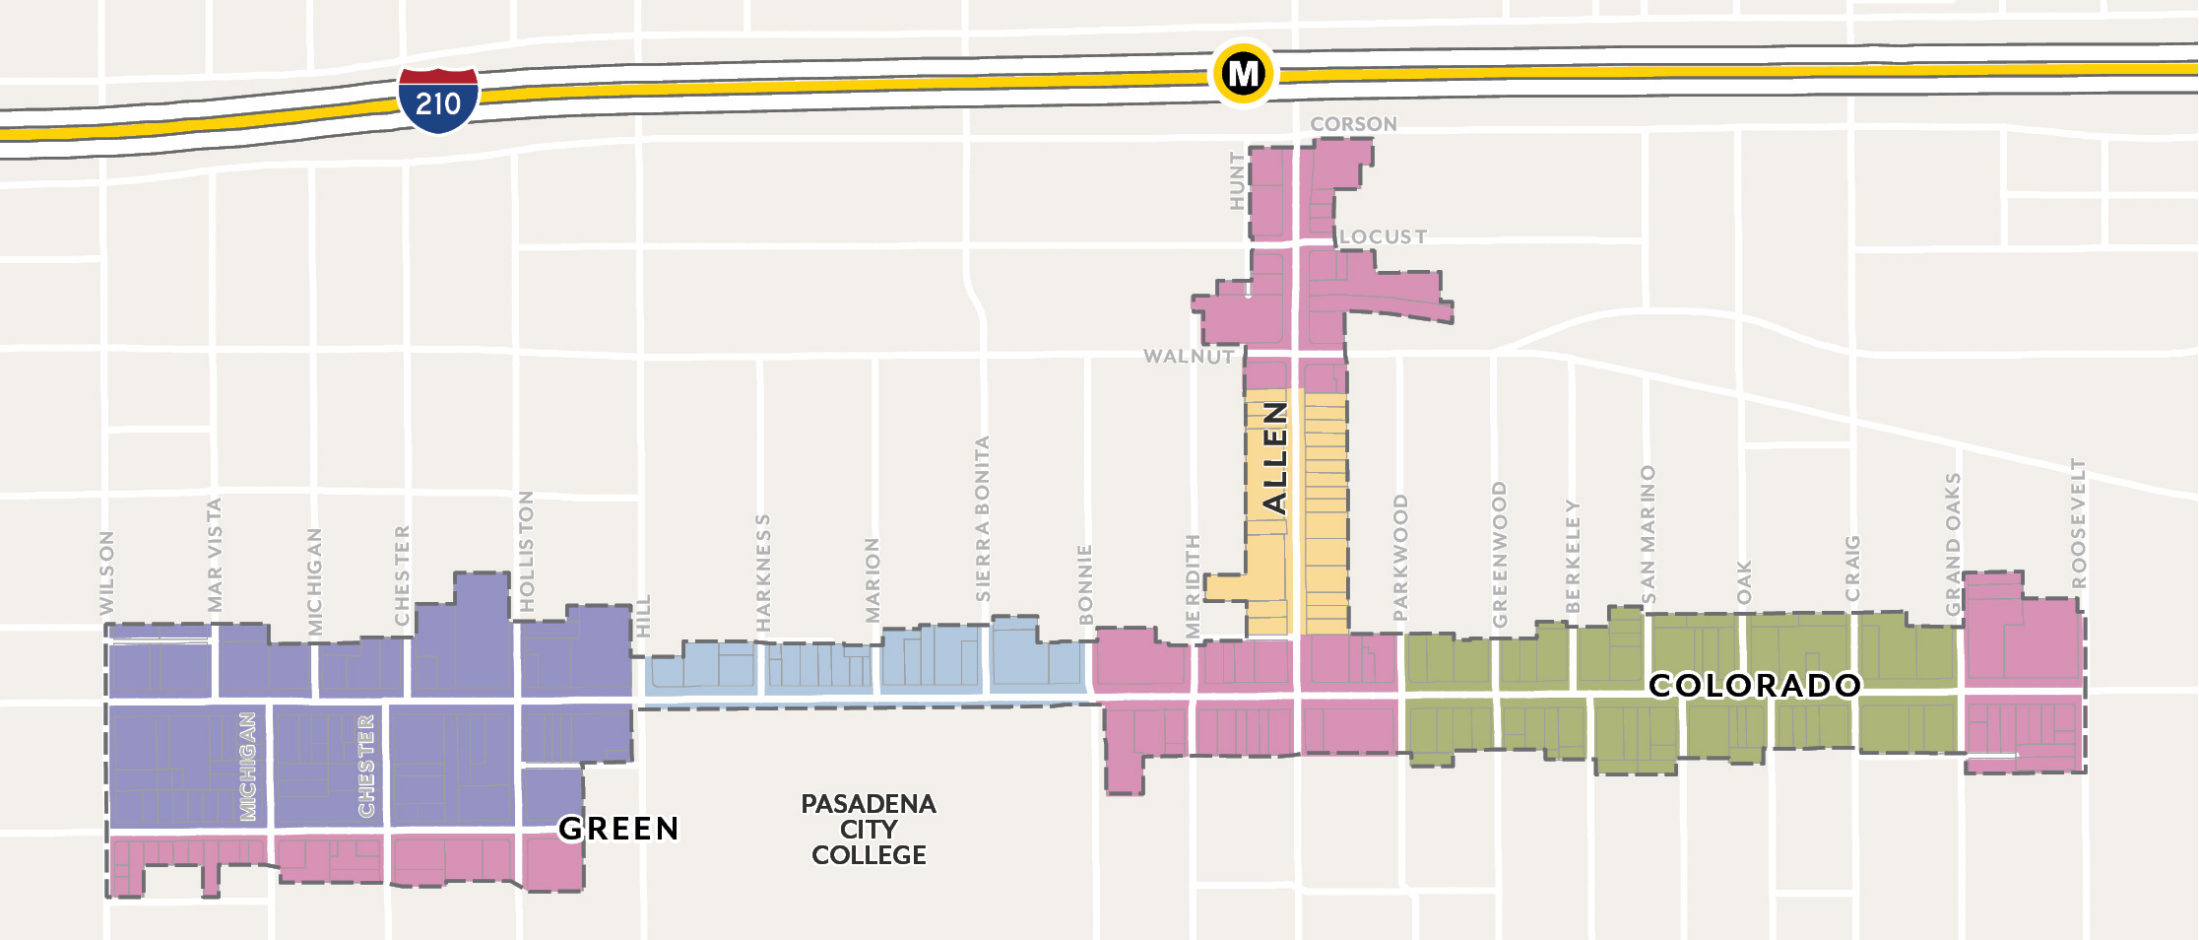 210
M
CORSON
HUNT
LOCUST
WALNUT
ALLEN
WILSON
MAR VISTA
MICHIGAN
CHESTER
HOLLISTON
HILL
HARKNESS
MARION
SIERRA BONITA
BONNIE
MERIDITH
PARKWOOD
GREENWOOD
BERKELEY
SAN MARINO
OAK
CRAIG
GRAND OAKS
ROOSEVELT
COLORADO
MICHIGAN
CHESTER
GREEN
PASADENA
CITY
COLLEGE